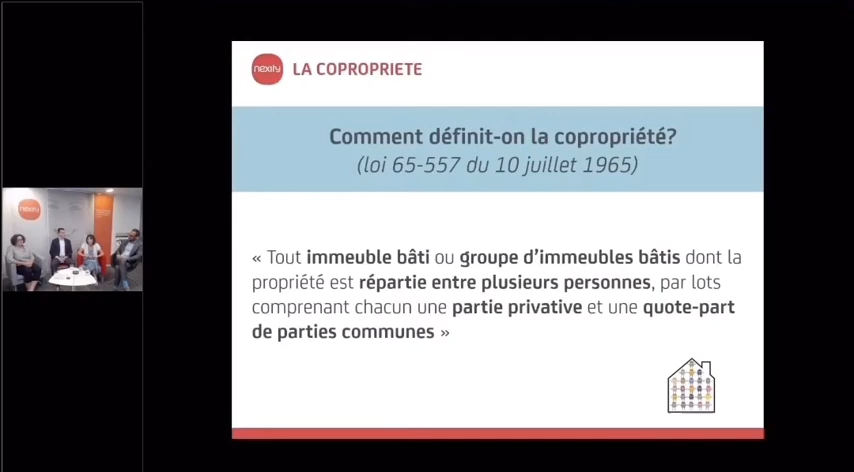 nexity LA COPROPRIETE
Comment définit-on la copropriété?
(loi 65-557 du 10 juillet 1965)
« Tout immeuble bâti ou groupe d’immeubles bâtis dont la
propriété est répartie entre plusieurs personnes, par lots
comprenant chacun une partie privative et une quote-part
de parties communes »
nexity